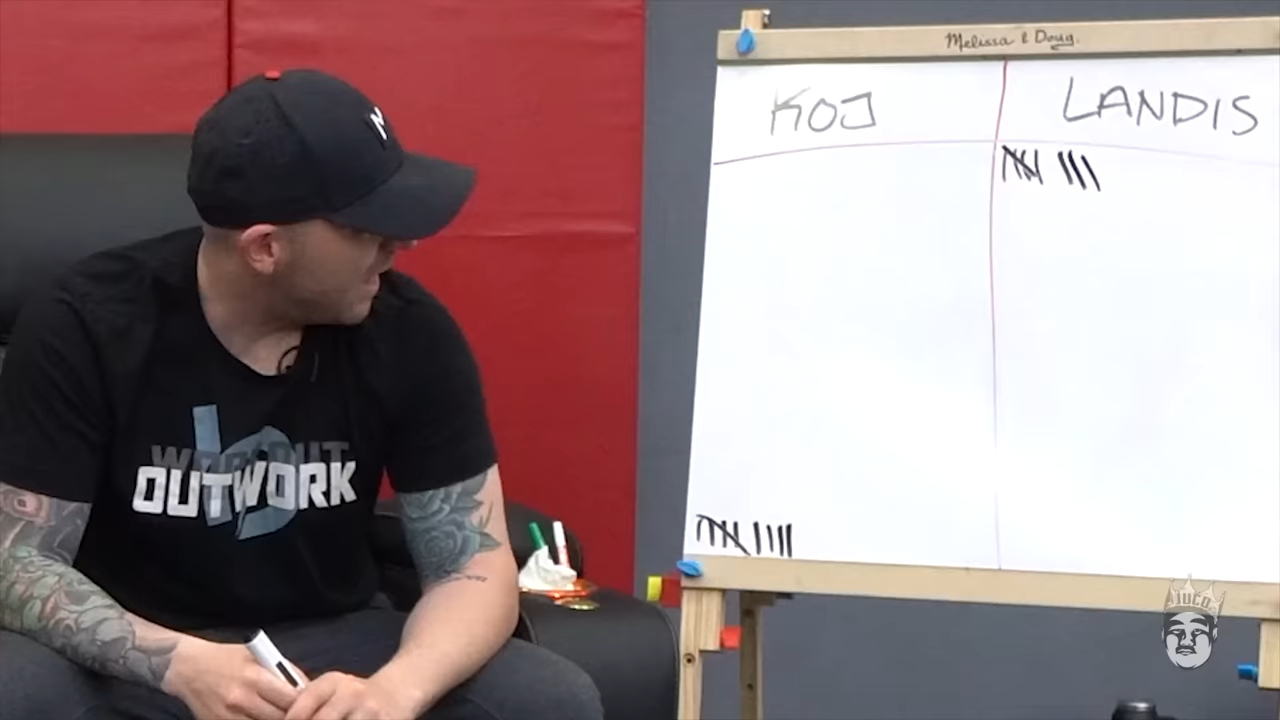 Melissa & Doug.
KOJ
LANDIS
WORKOUT
OUTWORK
JUCO